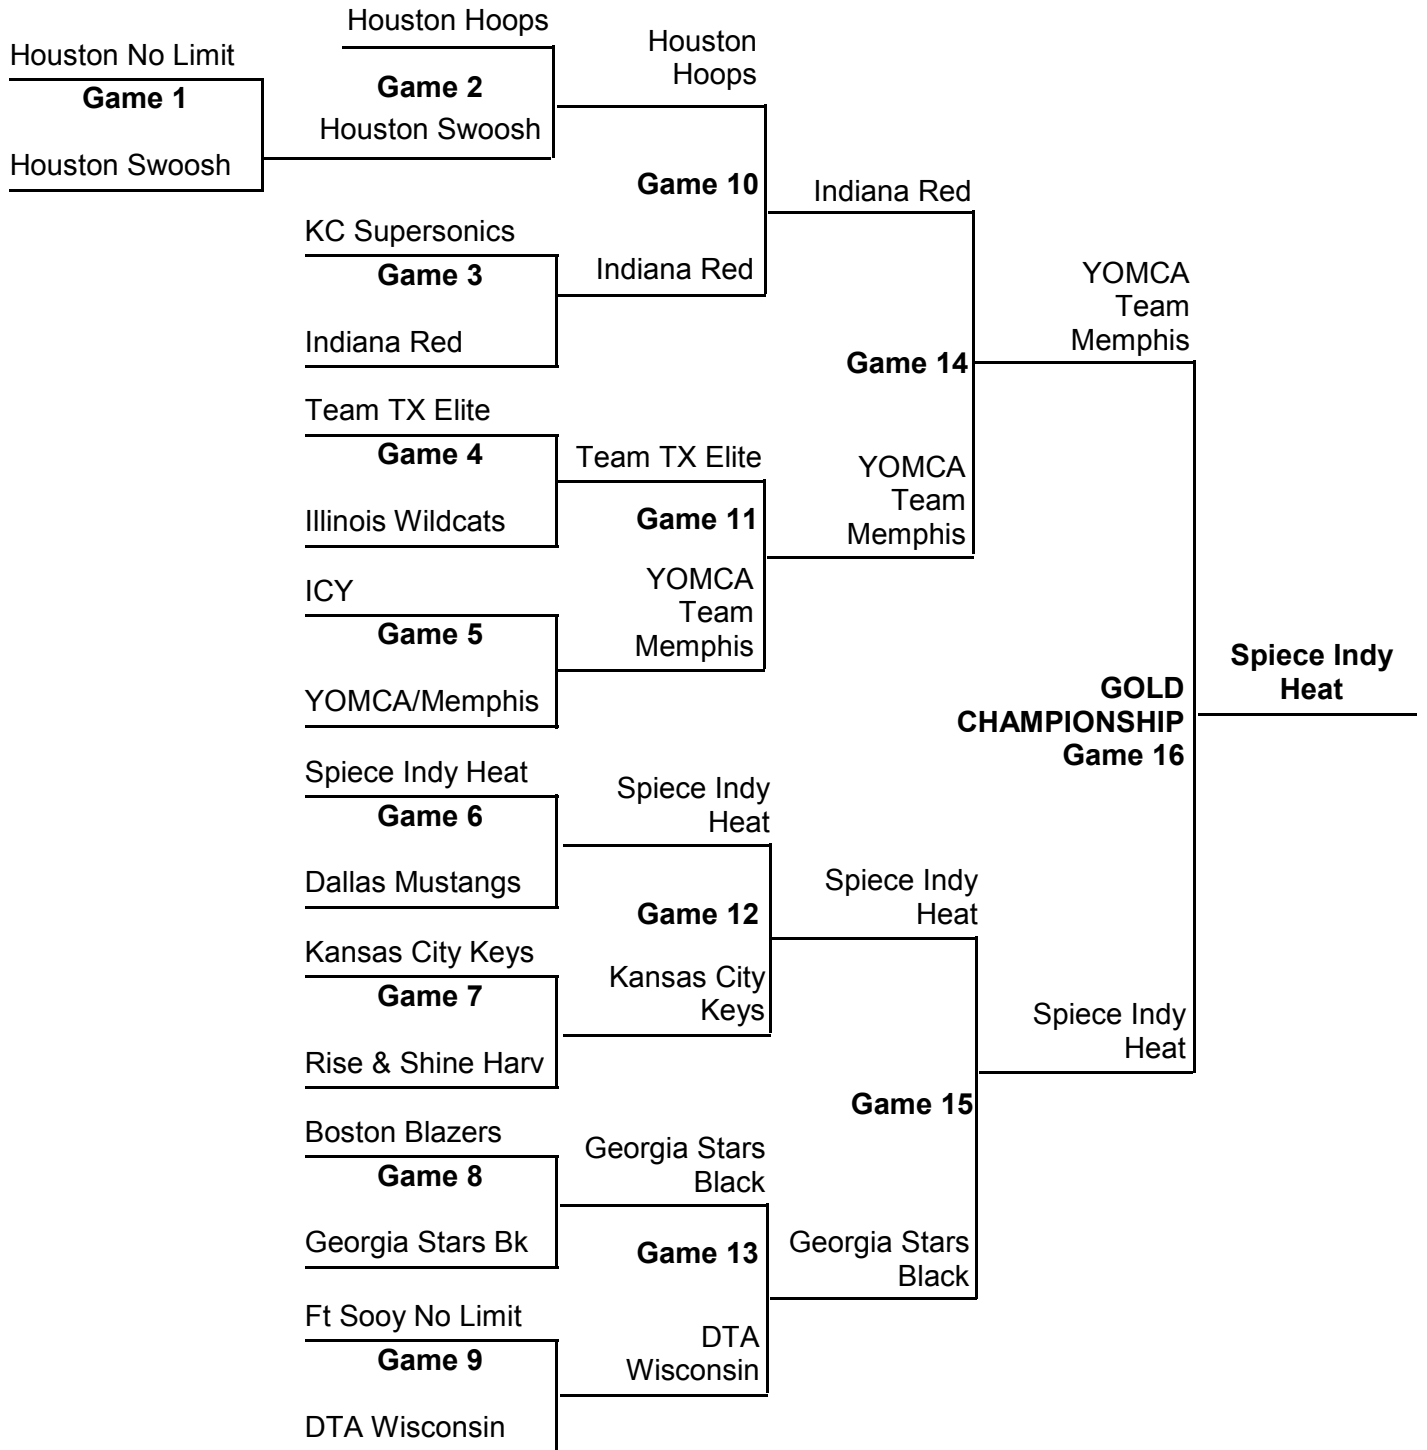 Houston Hoops
Houston No Limit
Houston
Hoops
Game 1
Game 2
Houston Swoosh
Houston Swoosh
Game 10
Indiana Red
KC Supersonics
Game 3
Indiana Red
Indiana Red
YOMCA
Team
Memphis
Game 14
Team TX Elite
Game 4
Team TX Elite
Illinois Wildcats
Game 11
YOMCA
Team
Memphis
ICY
Game 5
YOMCA
Team
Memphis
YOMCA/Memphis
GOLD
CHAMPIONSHIP
Game 16
Spiece Indy
Heat
Spiece Indy Heat
Game 6
Spiece Indy
Heat
Dallas Mustangs
Game 12
Spiece Indy
Heat
Kansas City Keys
Game 7
Kansas City
Keys
Rise & Shine Harv
Spiece Indy
Heat
Game 15
Boston Blazers
Game 8
Georgia Stars
Black
Georgia Stars Bk
Game 13
Georgia Stars
Black
Ft Sooy No Limit
Game 9
DTA
Wisconsin
DTA Wisconsin